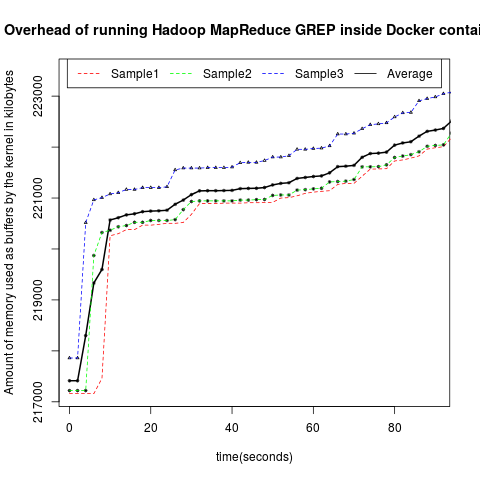 Overhead of running Hadoop MapReduce GREP inside Docker contai
Sample1 Sample2 Sample3 Average
Amount of memory used as buffers by the kernel in kilobytes
223000
221000
219000
217000
0 20 40 60 80
time(seconds)